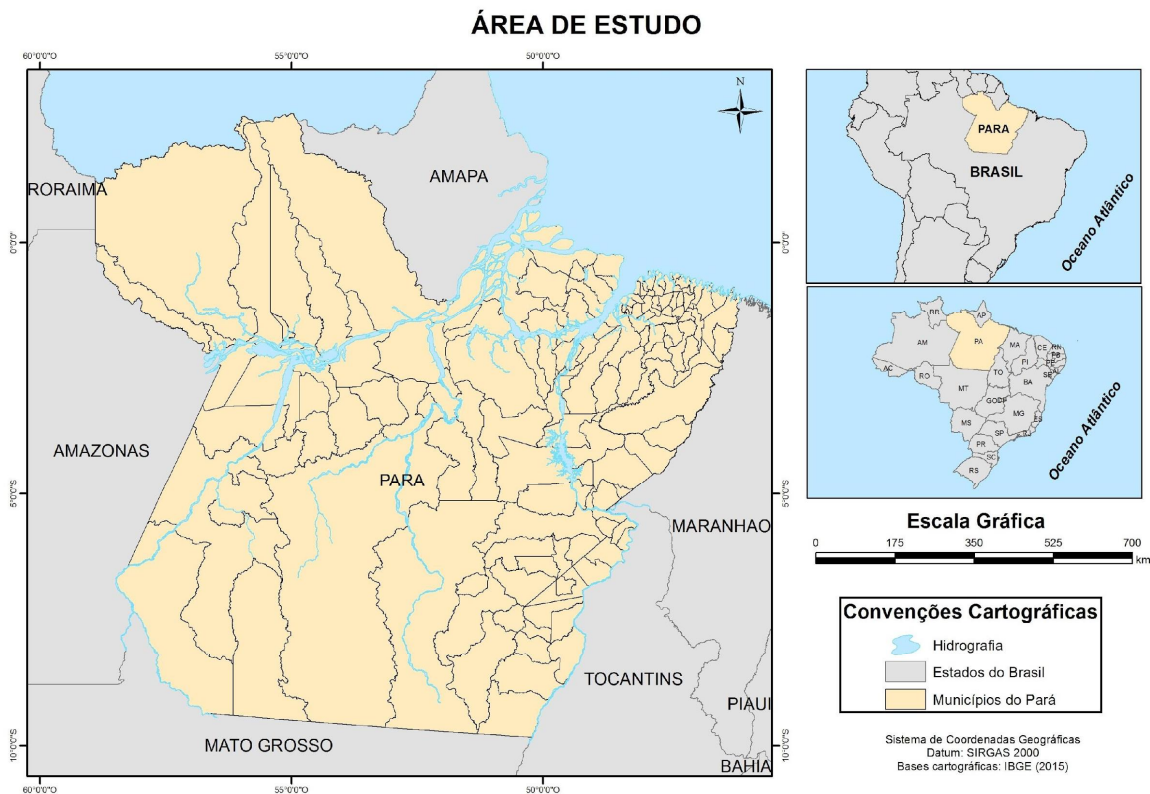 ÁREA DE ESTUDO
60°0'0"O
55°0'0"O
50°0'0"O
N
RORAIMA
AMAPA
0°0'0"
0°0'0"
AMAZONAS
PARA
5°0'0"S
5°0'0"S
MARANHAO
TOCANTINS
PIAUI
MATO GROSSO
10°0'0"S
10°0'0"S
BAHIA
60°0'0"O
55°0'0"O
50°0'0"O
PARA
BRASIL
Oceano Atlântico
RR
AP
AM
PA
MA
CE
RN
PB
PE
PI
AL
AC
RO
TO
SE
BA
MT
GO
DF
MG
ES
MS
SP
RJ
PR
SC
RS
Oceano Atlântico
Escala Gráfica
0 175 350 525 700
km
Convenções Cartográficas
Hidrografia
Estados do Brasil
Municípios do Pará
Sistema de Coordenadas Geográficas
Datum: SIRGAS 2000
Bases cartográficas: IBGE (2015)